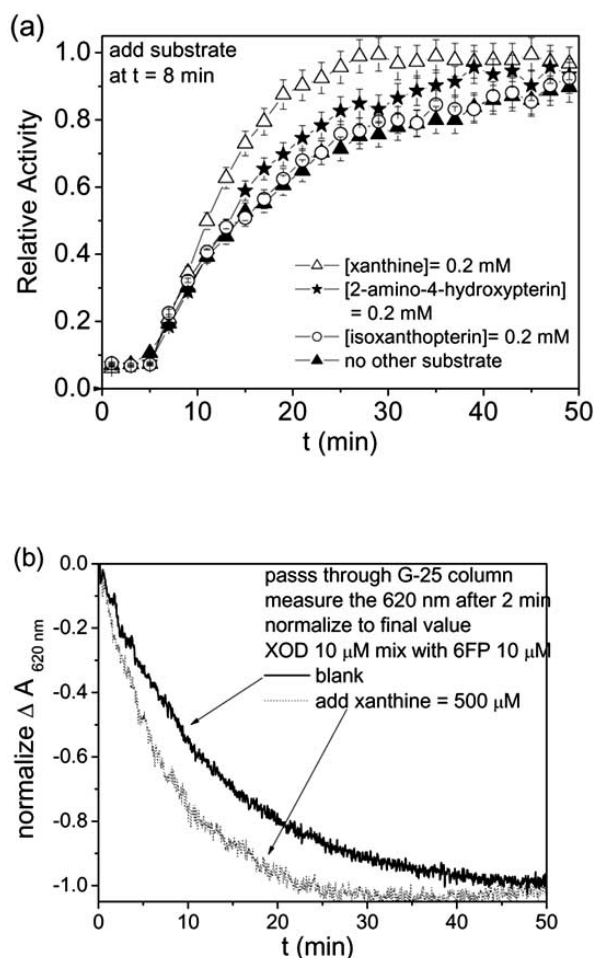 (a)
add substrate
at t = 8 min
1.0
0.8
0.6
0.4
0.2
0.0
Relative Activity
[xanthine]= 0.2 mM
[2-amino-4-hydroxypterin]
= 0.2 mM
[isoxanthopterin]= 0.2 mM
no other substrate
0 10 20 30 40 50
t (min)
(b)
0.0
-0.2
-0.4
-0.6
-0.8
-1.0
normalize Δ A 620 nm
passs through G-25 column
measure the 620 nm after 2 min
normalize to final value
XOD 10 μM mix with 6FP 10 μM
blank
add xanthine = 500 μM
0 10 20 30 40 50
t (min)